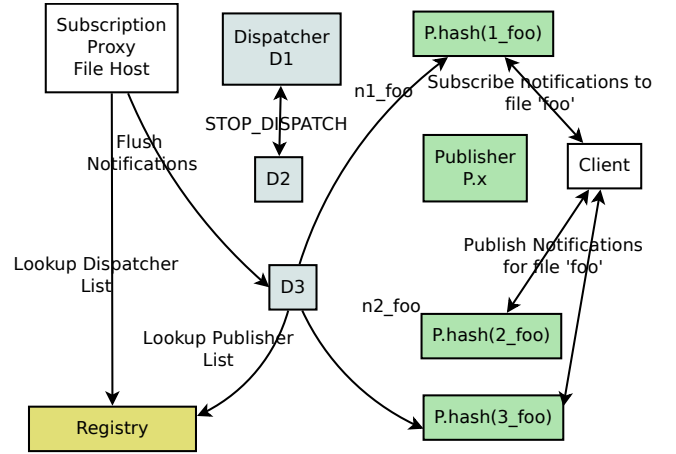 Subscription
Proxy
File Host
Dispatcher
D1
P.hash(1_foo)
n1_foo
Subscribe notifications to
file 'foo'
STOP_DISPATCH
Flush
Notifications
D2
Publisher
P.x
Client
Lookup Dispatcher
List
D3
Publish Notifications
for file 'foo'
n2_foo
Lookup Publisher
List
P.hash(2_foo)
Registry
P.hash(3_foo)